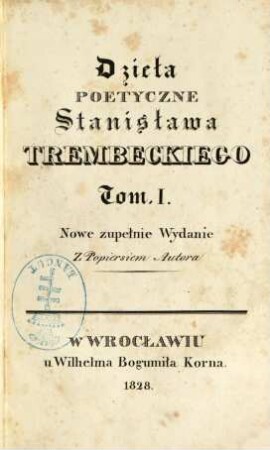 Dzieła
POETYCZNE
Stanisława
TREMBECKIEGO
Tom. I.
Nowe zupełnie Wydanie
Z Popiersiem Autora
W WROCŁAWIU
u Wilhelma Bogumiła Korna.
1828.